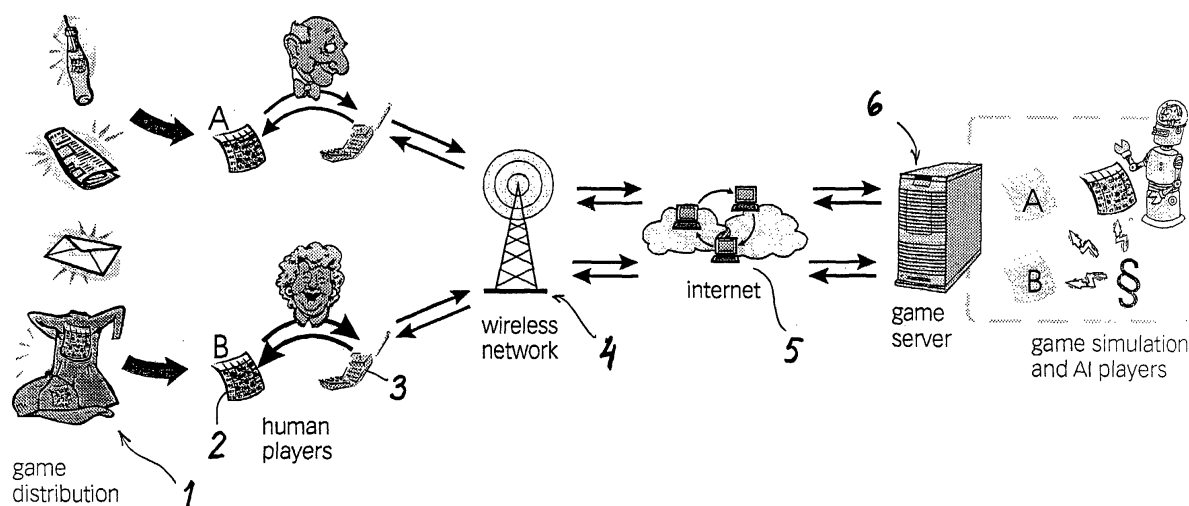 A
6
A
B
§
internet
game
server
wireless
network
4
5
game simulation
and AI players
B
3
2
human
players
game
distribution
1